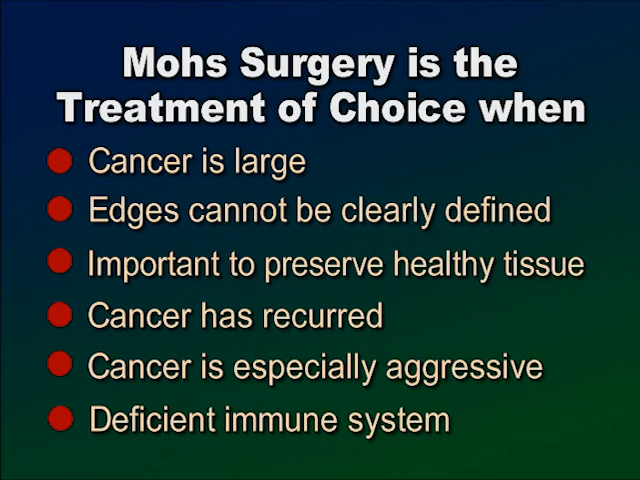 Mohs Surgery is the
Treatment of Choice when
Cancer is large
Edges cannot be clearly defined
Important to preserve healthy tissue
Cancer has recurred
Cancer is especially aggressive
Deficient immune system